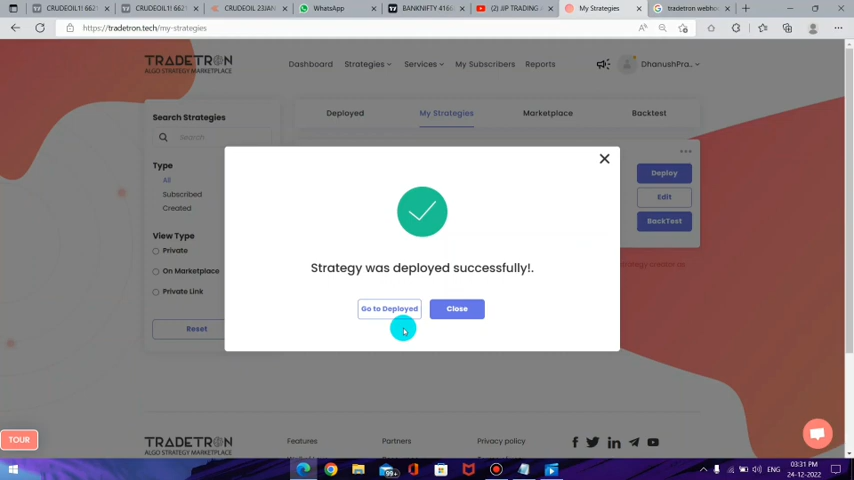 CRUDEOIL1! 662
CRUDEOIL1! 662
CRUDEOIL 23JAN
WhatsApp
BANKNIFTY 416
(2) JIP TRADING
My Strategies
tradetron webho
https://tradetron.tech/my-strategies
TRADETRON
ALGO STRATEGY MARKETPLACE
Dashboard
Strategies
Services
My Subscribers
Reports
DhanushPra..
Search Strategies
Search
Type
All
Subscribed
Created
View Type
Private
On Marketplace
Private Link
Reset
Deployed
My Strategies
Marketplace
Backtest
Deploy
Edit
BackTest
strategy creator as
Strategy was deployed successfully!.
Go to Deployed
Close
TOUR
TRADETRON
ALGO STRATEGY MARKETPLACE
Features
Partners
Privacy policy
99+
ENG
03:31 PM
24-12-2022